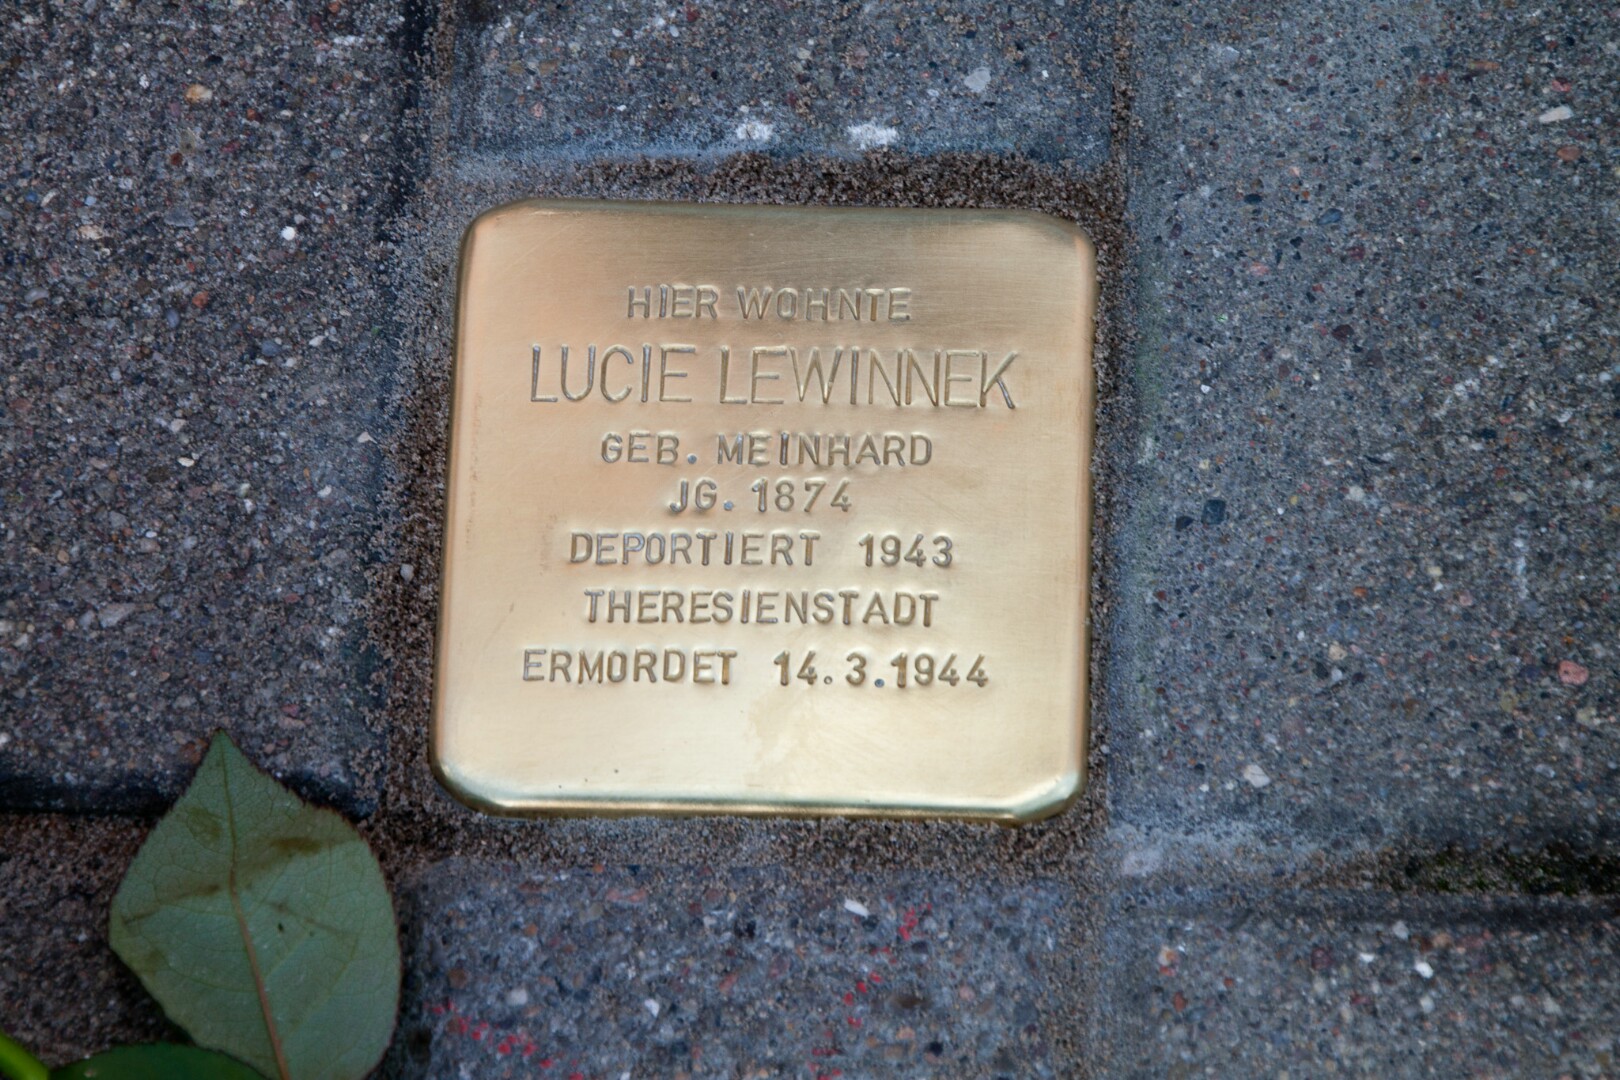 HIER WOHNTE
LUCIE LEWINNEK
GEB. MEINHARD
JG. 1874
DEPORTIERT 1943
THERESIENSTADT
ERMORDET 14.3.1944